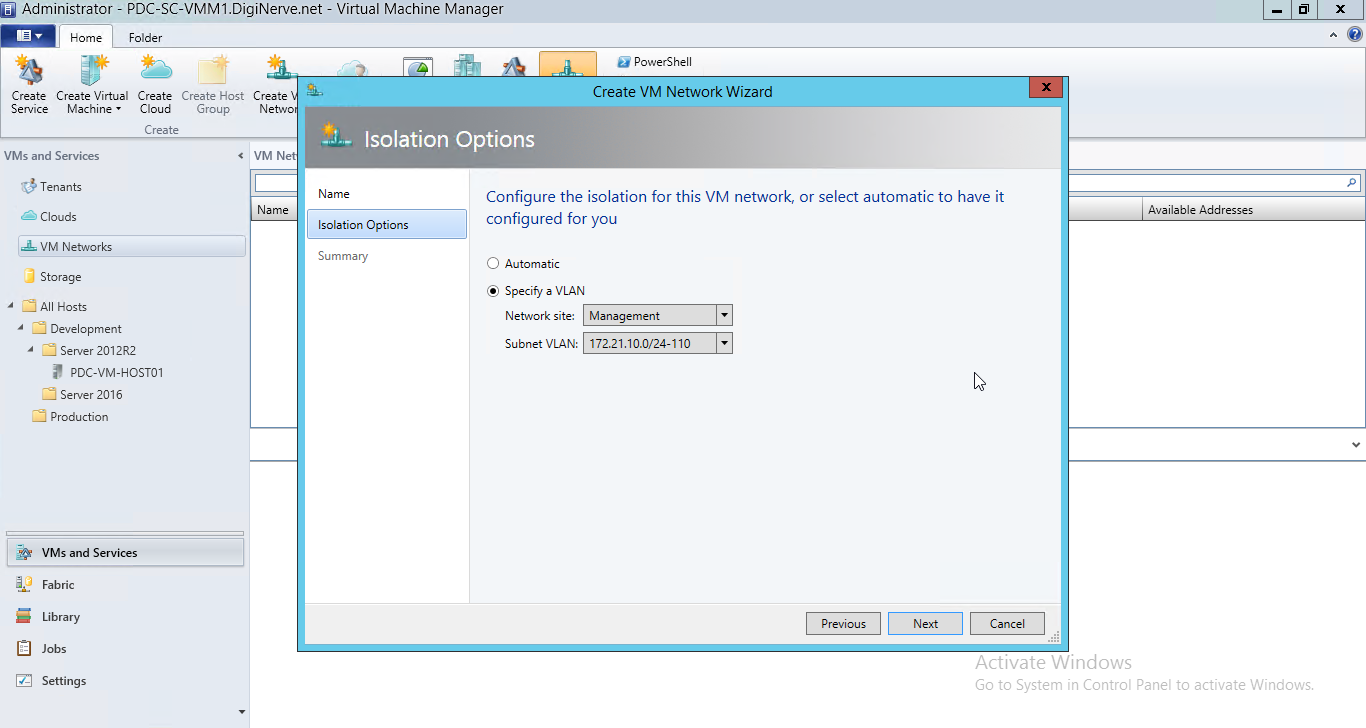 Administrator - PDC-SC-VMM1.DigiNerve.net - Virtual Machine Manager
Home Folder
Create Service
Create Virtual Machine
Create Cloud
Create Host Group
Create V
Networ
PowerShell
Create
VMs and Services
Tenants
Clouds
VM Networks
Storage
All Hosts
Development
Server 2012R2
PDC-VM-HOST01
Server 2016
Production
VMs and Services
Fabric
Library
Jobs
Settings
VM Net
Name
Available Addresses
Create VM Network Wizard
X
Isolation Options
Name
Isolation Options
Summary
Configure the isolation for this VM network, or select automatic to have it
configured for you
Automatic
Specify a VLAN
Network site: Management
Subnet VLAN: 172.21.10.0/24-110
Previous Next Cancel
Activate Windows
Go to System in Control Panel to activate Windows.